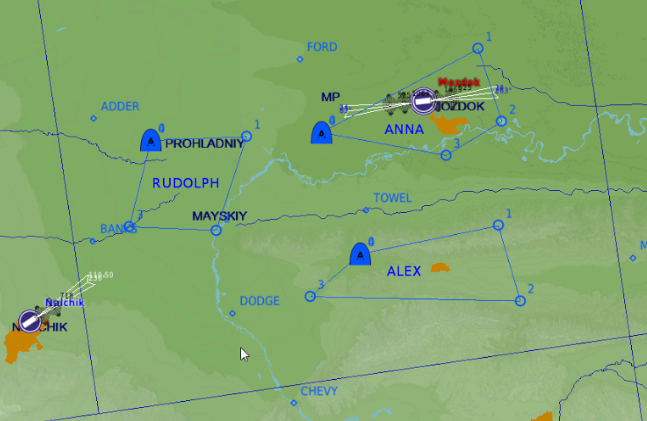 1
FORD
Mozdok
MP
MOZDOK
ADDER
0
2
0
1
PROHLADNIY
ANNA
3
RUDOLPH
TOWEL
MAYSKIY
3
BANKS
1
0
ALEX
Nalchik
3
DODGE
2
NALCHIK
CHEVY
M